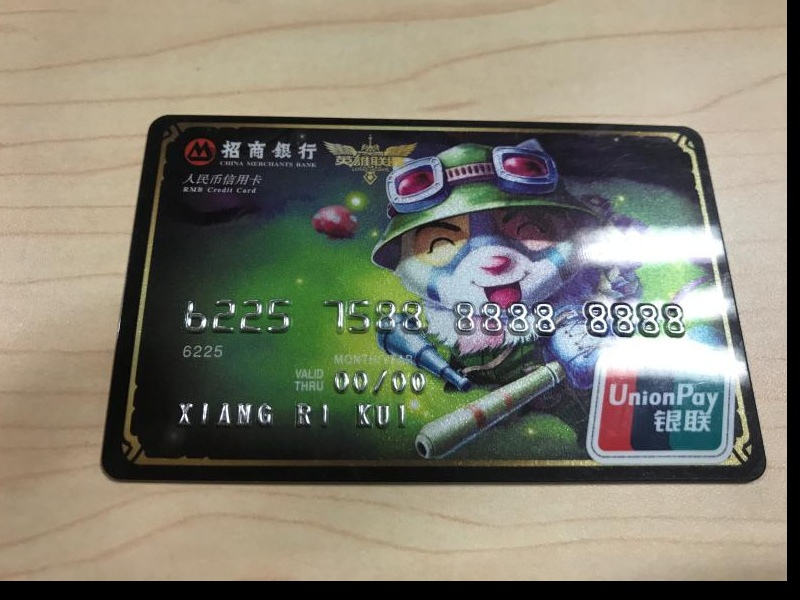 招商银行
CHINA MERCHANTS BANK
英雄联盟
人民币信用卡
RMB Credit Card
6225 7588 8888 8888
6225
MONTH/YEAR
VALID THRU 00/00
XIANG RI KUI
UnionPay
银联